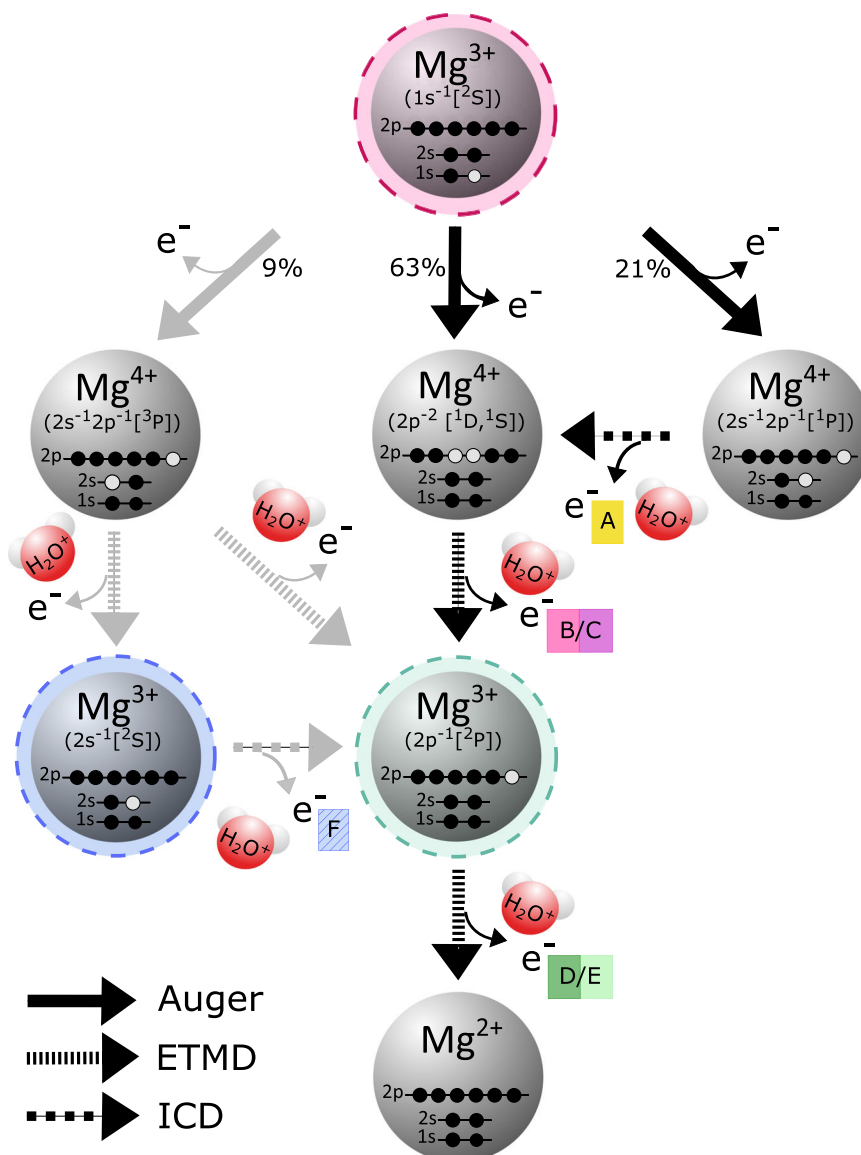 Mg³⁺
(1s⁻¹[²S])
2p
2s
1s
e⁻
9%
63%
e⁻
21%
e⁻
Mg⁴⁺
(2s⁻¹2p⁻¹[³P])
2p
2s
1s
Mg⁴⁺
(2p⁻² [¹D,¹S])
2p
2s
1s
Mg⁴⁺
(2s⁻¹2p⁻¹[¹P])
2p
2s
1s
e⁻ A
H₂O⁺
H₂O⁺
e⁻
H₂O⁺
e⁻
H₂O⁺
e⁻ B/C
Mg³⁺
(2s⁻¹[²S])
2p
2s
1s
e⁻ F
H₂O⁺
Mg³⁺
(2p⁻¹[²P])
2p
2s
1s
H₂O⁺
e⁻ D/E
Mg²⁺
2p
2s
1s
Auger
ETMD
ICD